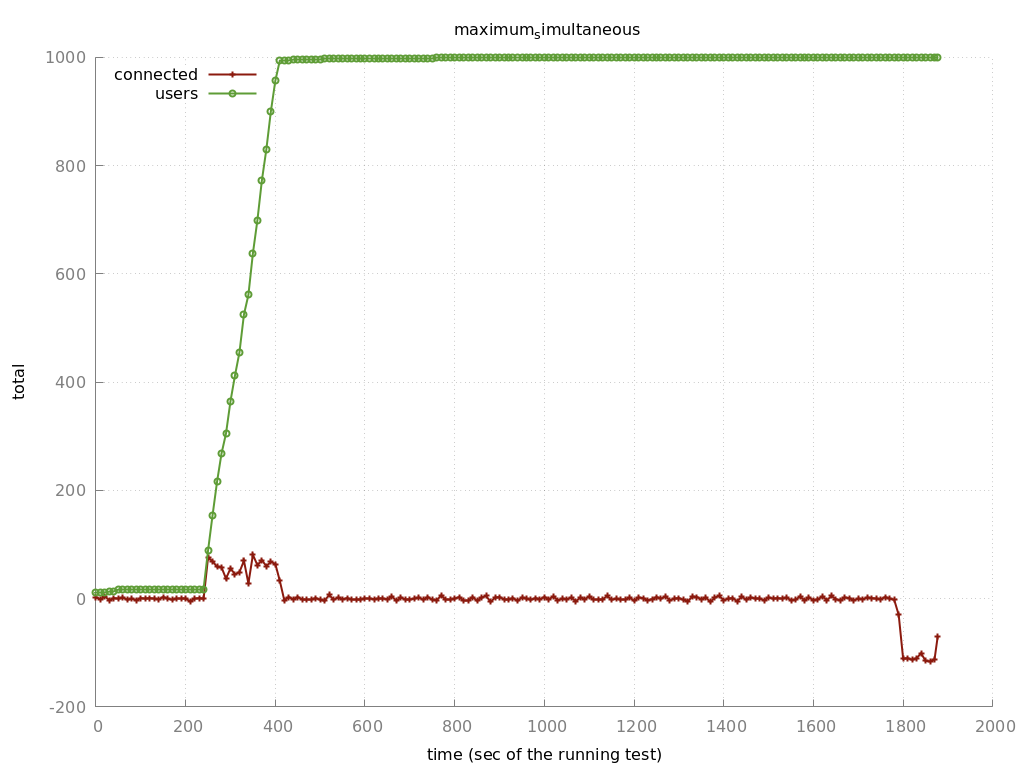 maximumsimultaneous
1000
connected
users
800
600
400
200
0
-200
total
0 200 400 600 800 1000 1200 1400 1600 1800 2000
time (sec of the running test)